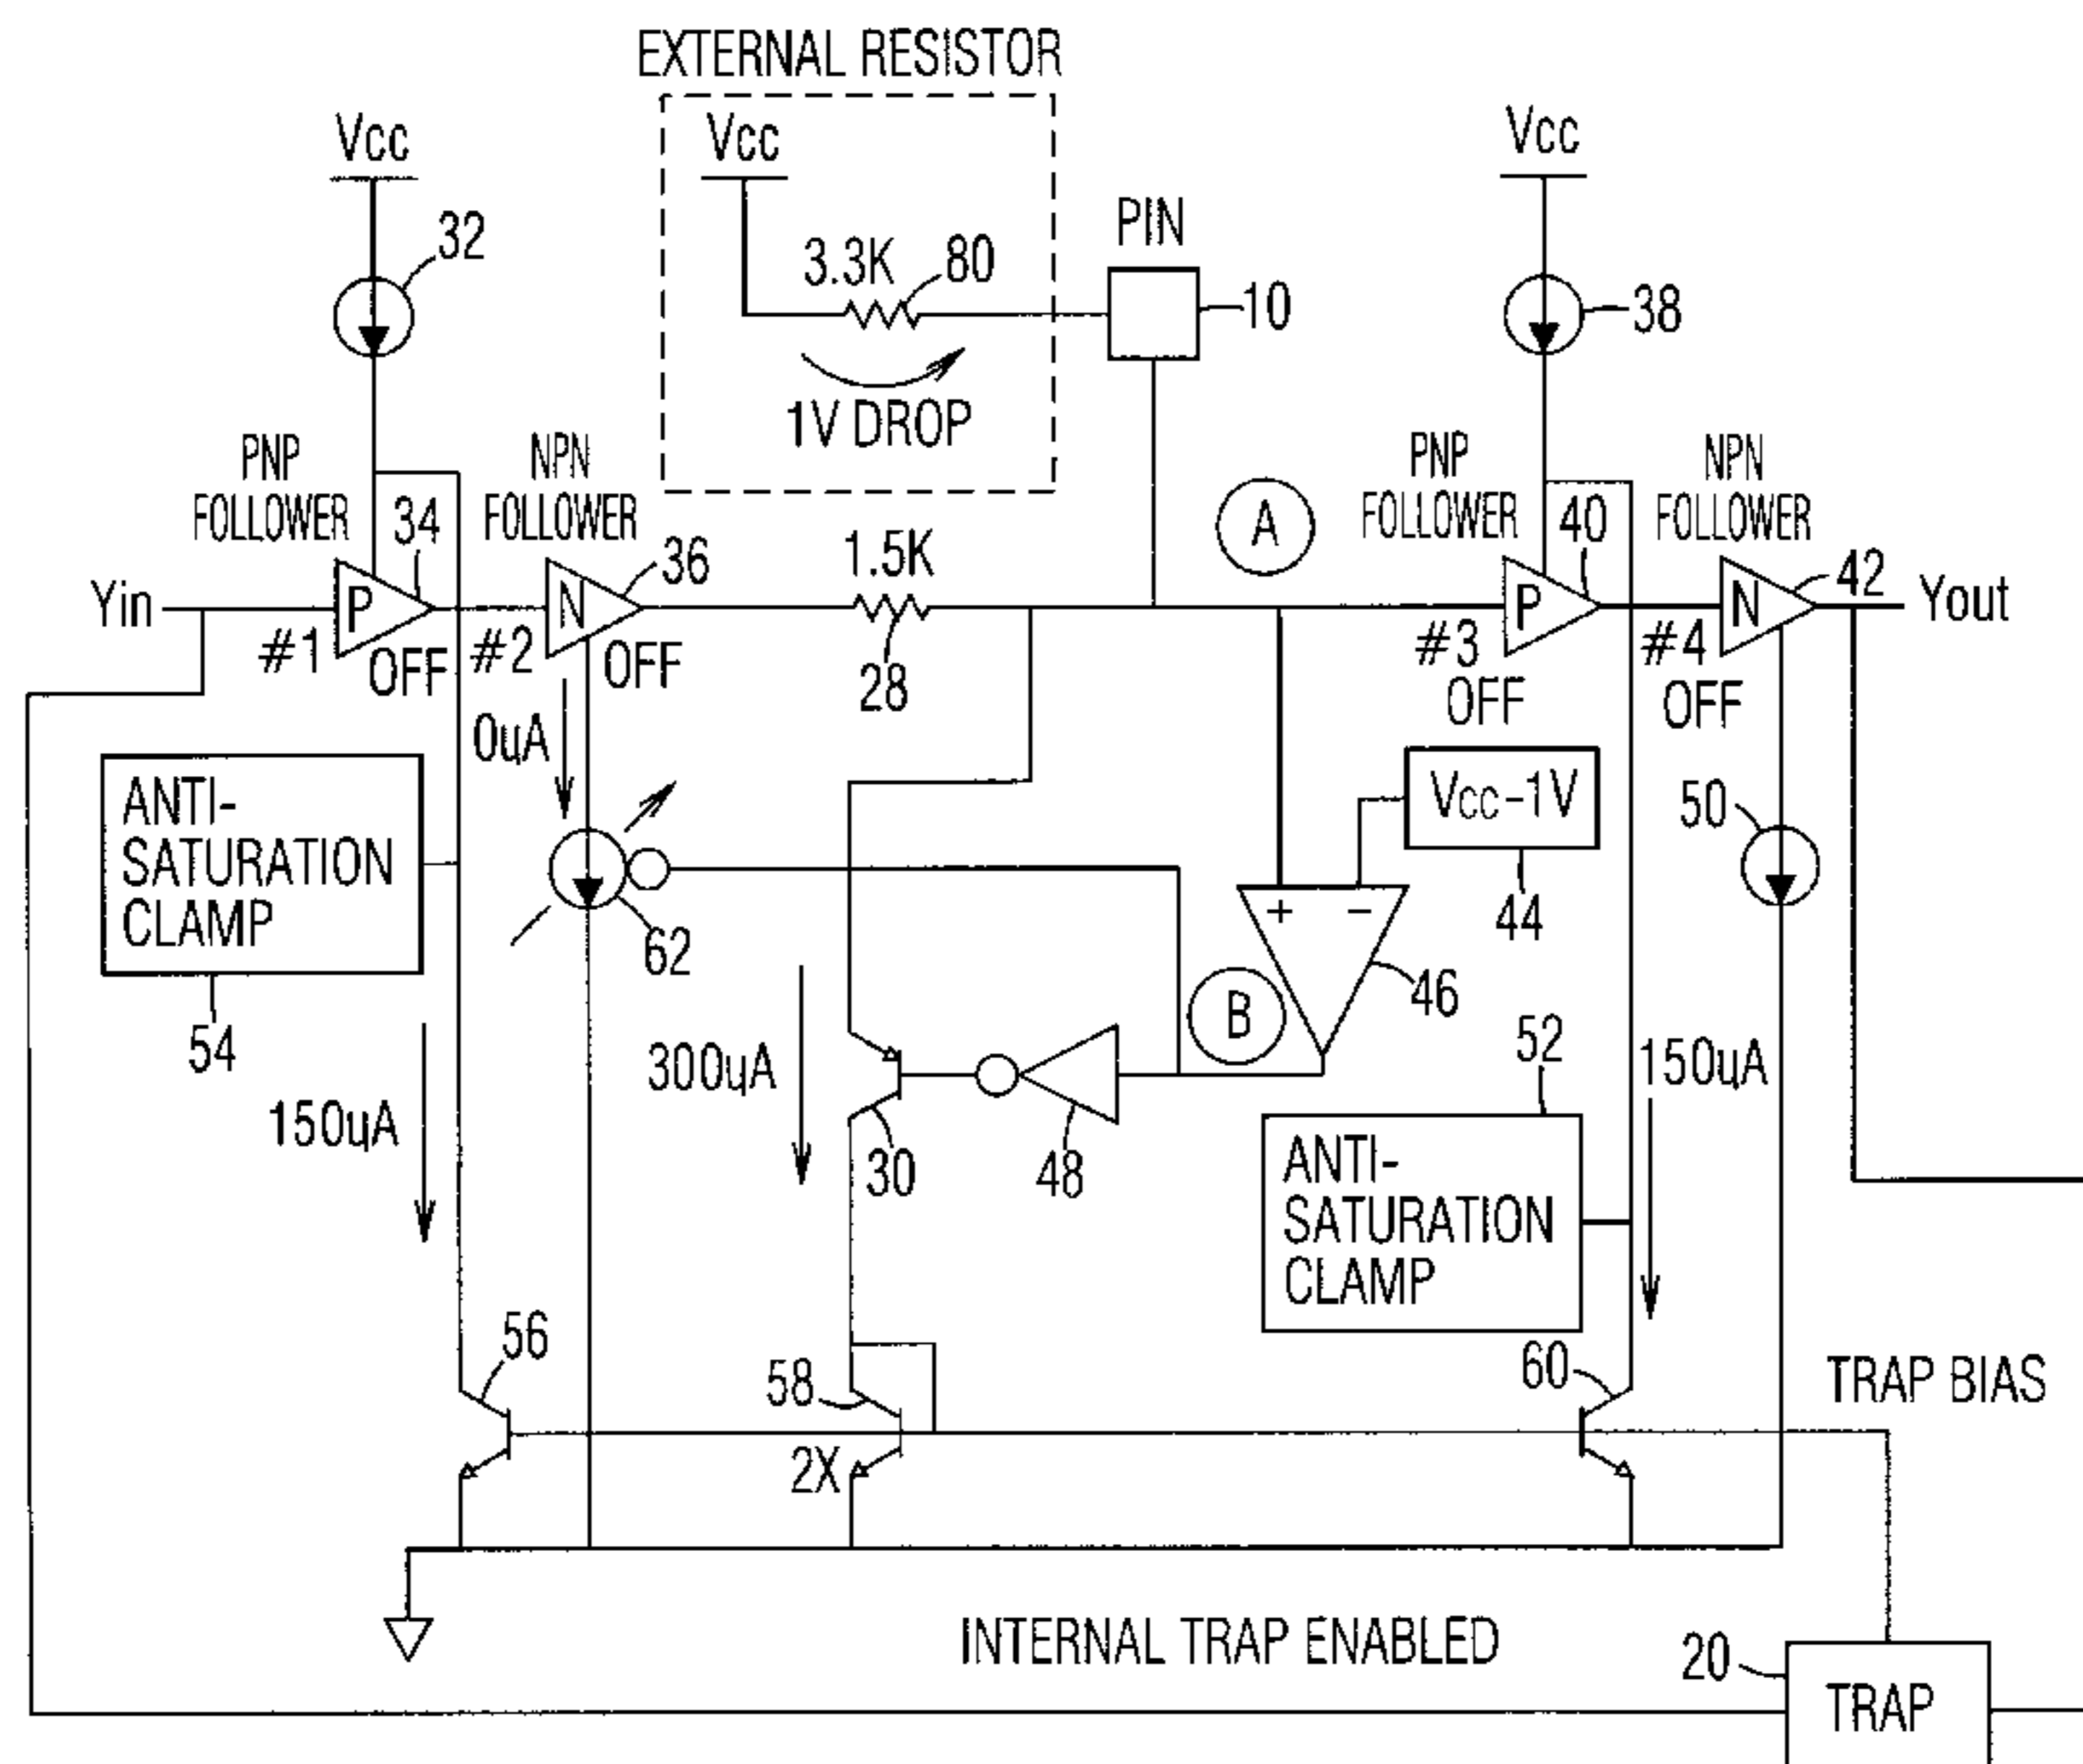 EXTERNAL RESISTOR
Vcc
Vcc
Vcc
32
3.3K
80
PIN
10
38
1V DROP
PNP
FOLLOWER
34
NPN
FOLLOWER
36
1.5K
A
PNP
FOLLOWER
40
NPN
FOLLOWER
42
Yin
P
#1
OFF
#2
N
OFF
28
#3
P
OFF
#4
N
OFF
Yout
0uA
ANTI-
SATURATION
CLAMP
54
62
Vcc-1V
44
50
+
-
46
B
150uA
300uA
30
48
52
ANTI-
SATURATION
CLAMP
150uA
56
58
2X
60
TRAP BIAS
INTERNAL TRAP ENABLED
20
TRAP